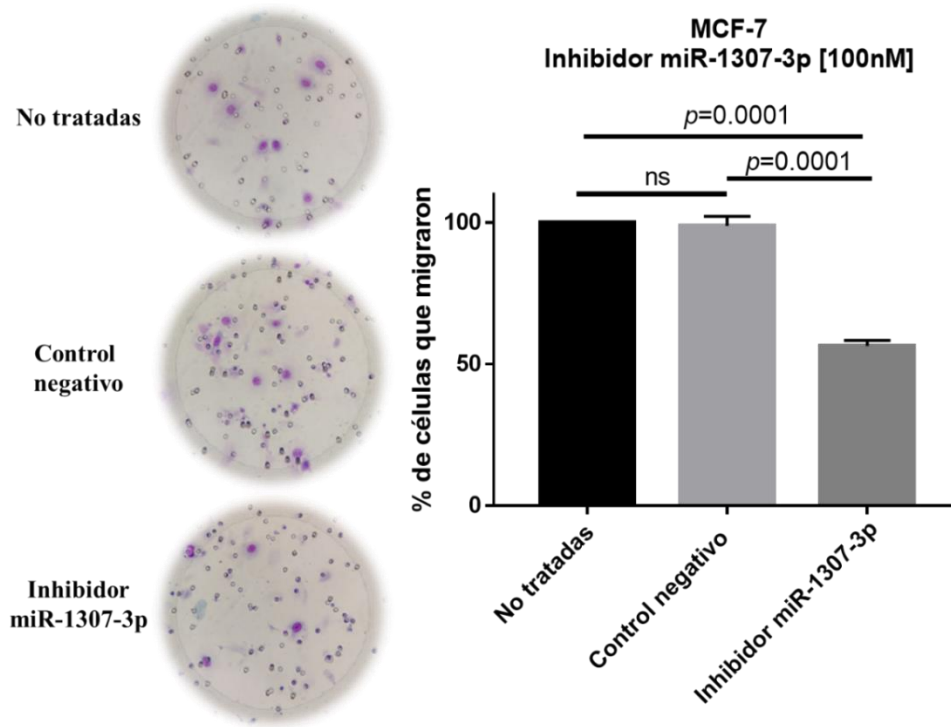 No tratadas
Control
negativo
Inhibidor
miR-1307-3p
MCF-7
Inhibidor miR-1307-3p [100nM]
p=0.0001
ns
p=0.0001
% de células que migraron
100
50
0
No tratadas
Control negativo
Inhibidor miR-1307-3p